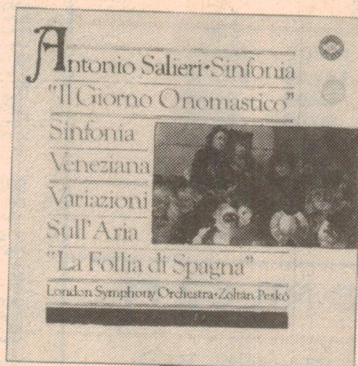 Antonio Salieri·Sinfonia
"Il Giorno Onomastico"
Sinfonia
Veneziana
Variazioni
Sull'Aria
"La Follia di Spagna"
London Symphony Orchestra·Zoltán Peskó